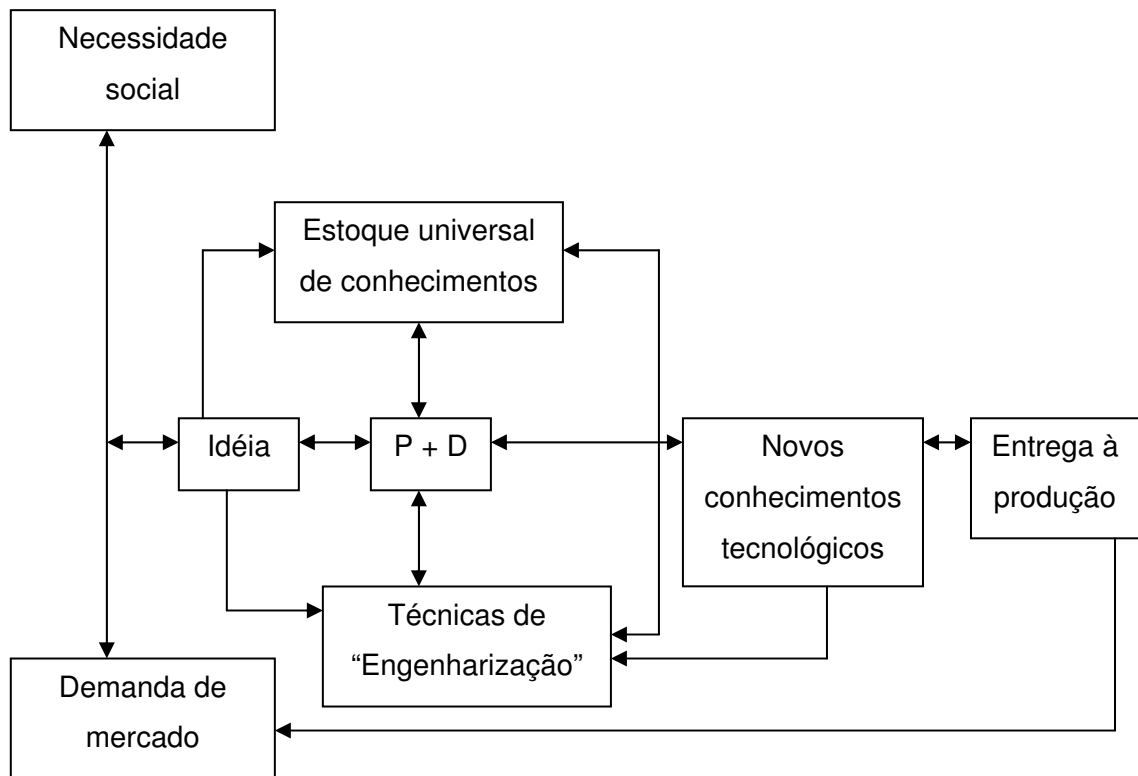 Necessidade
social
Estoque universal
de conhecimentos
Idéia
P + D
Novos
conhecimentos
tecnológicos
Entrega à
produção
Técnicas de
“Engenharização”
Demanda de
mercado